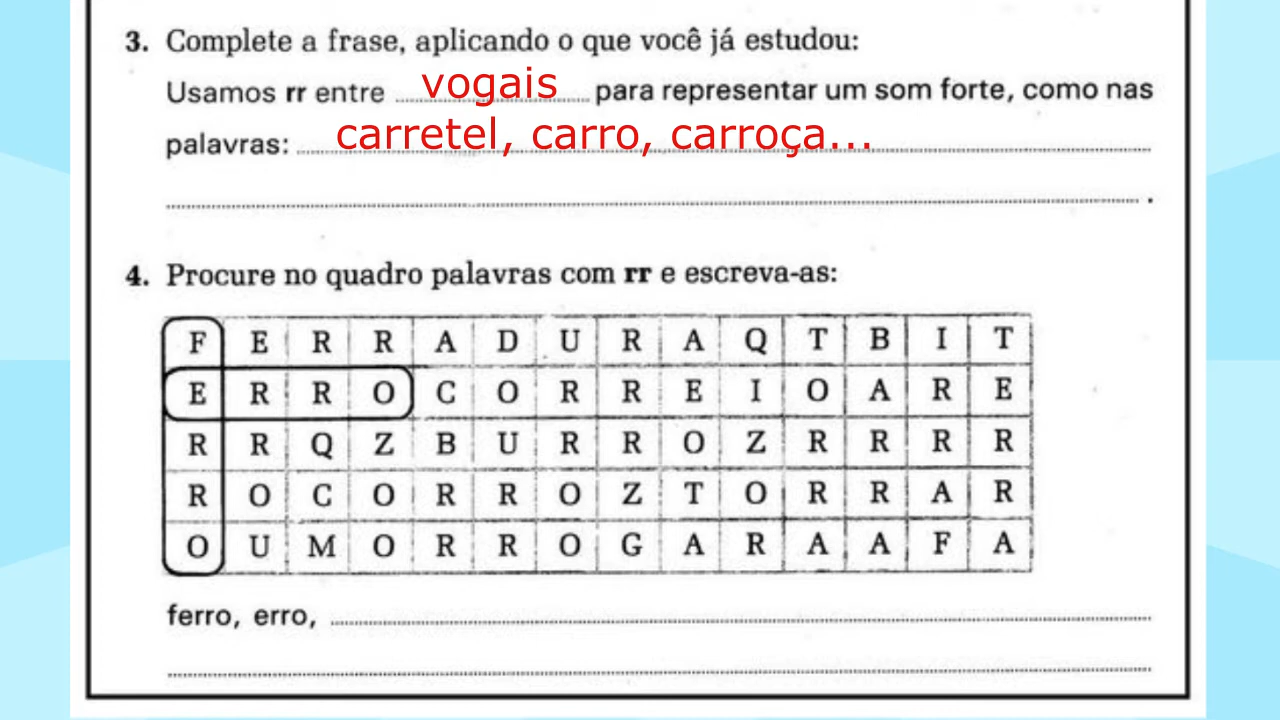 3. Complete a frase, aplicando o que você já estudou:
Usamos rr entre vogais para representar um som forte, como nas
palavras: carretel, carro, carroça...
.
4. Procure no quadro palavras com rr e escreva-as:
F E R R A D U R A Q T B I T
E R R O C O R R E I O A R E
R R Q Z B U R R O Z R R R R
R O C O R R O Z T O R R A R
O U M O R R O G A R A A F A
ferro, erro,